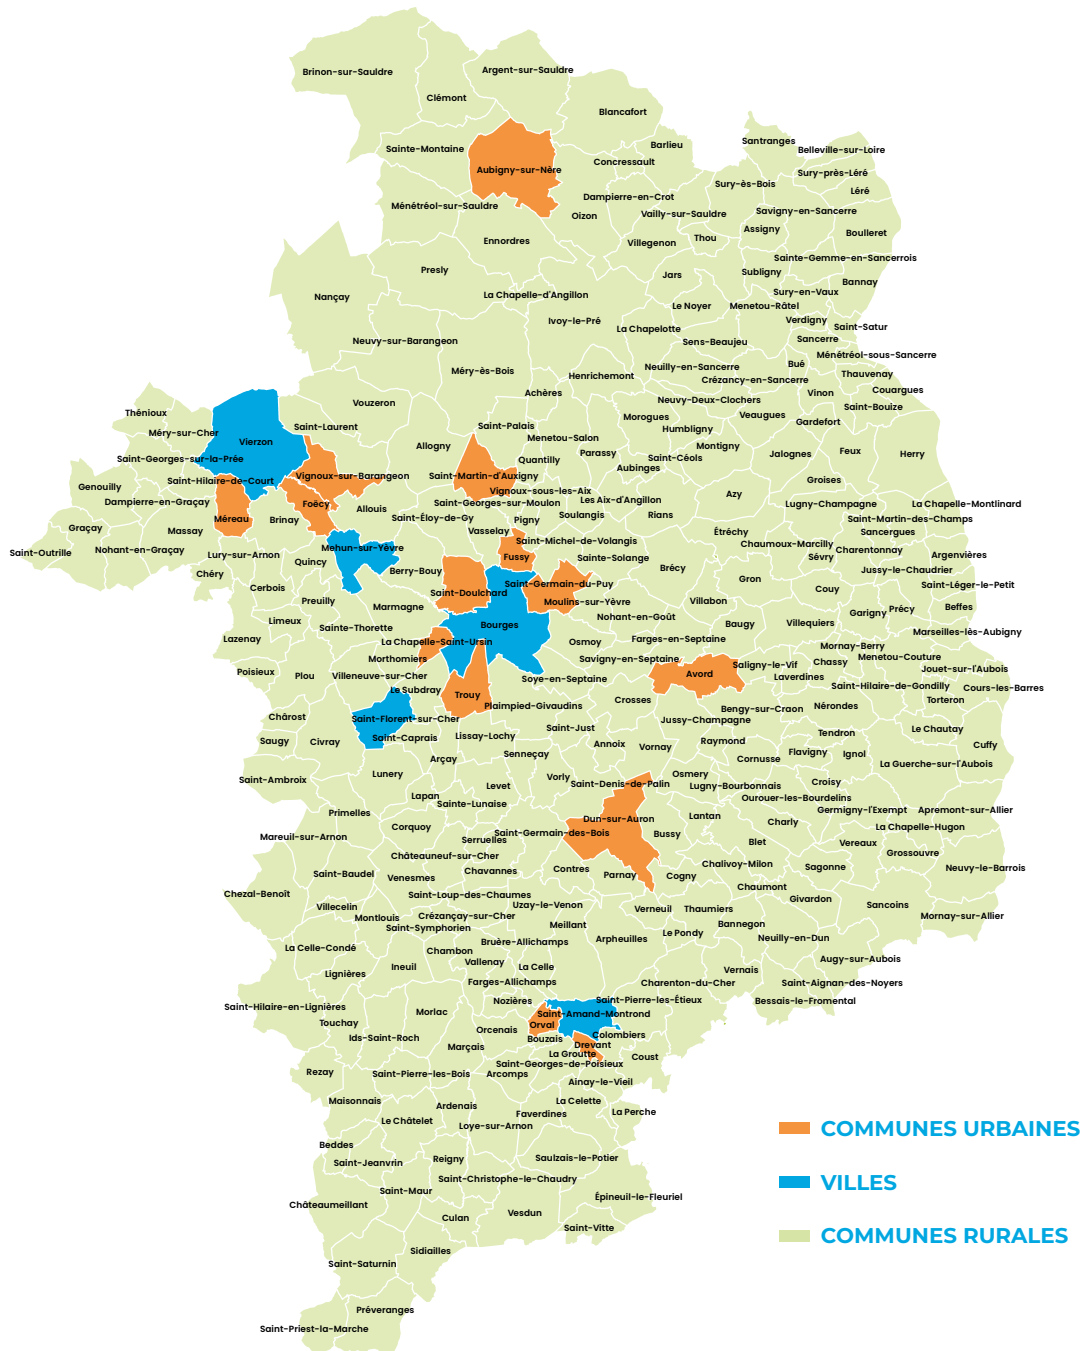 Brinon-sur-Sauldre
Argent-sur-Sauldre
Clémont
Blancafort
Sainte-Montaine
Barlieu
Santranges
Belleville-sur-Loire
Concressault
Aubigny-sur-Nère
Sury-près-Léré
Sury-ès-Bois
Léré
Dampierre-en-Crot
Ménétréol-sur-Sauldre
Oizon
Vailly-sur-Sauldre
Savigny-en-Sancerre
Assigny
Boulleret
Ennordres
Villegenon
Thou
Sainte-Gemme-en-Sancerrois
Presly
Jars
Subligny
Bannay
Nançay
La Chapelle-d'Angillon
Sury-en-Vaux
Le Noyer
Menetou-Râtel
Ivoy-le-Pré
Verdigny
La Chapelotte
Saint-Satur
Neuvy-sur-Barangeon
Sens-Beaujeu
Sancerre
Ménétréol-sous-Sancerre
Méry-ès-Bois
Henrichemont
Neuilly-en-Sancerre
Bué
Thauvenay
Crézancy-en-Sancerre
Achères
Vinon
Couargues
Vouzeron
Neuvy-Deux-Clochers
Saint-Bouize
Thénioux
Morogues
Veaugues
Gardefort
Saint-Laurent
Saint-Palais
Humbligny
Méry-sur-Cher
Vierzon
Menetou-Salon
Allogny
Montigny
Parassy
Jalognes
Feux
Herry
Saint-Georges-sur-la-Prée
Quantilly
Saint-Céols
Aubinges
Vignoux-sur-Barangeon
Saint-Martin-d'Auxigny
Saint-Hilaire-de-Court
Groises
Genouilly
Vignoux-sous-les-Aix
Azy
Dampierre-en-Graçay
Foëcy
Saint-Georges-sur-Moulon
Les Aix-d'Angillon
Lugny-Champagne
La Chapelle-Montlinard
Allouis
Méreau
Brinay
Saint-Éloy-de-Gy
Pigny
Soulangis
Rians
Saint-Martin-des-Champs
Graçay
Massay
Vasselay
Étréchy
Sancergues
Saint-Outrille
Nohant-en-Graçay
Mehun-sur-Yèvre
Saint-Michel-de-Volangis
Chaumoux-Marcilly
Charentonnay
Lury-sur-Arnon
Fussy
Sainte-Solange
Sévry
Argenvières
Quincy
Chéry
Berry-Bouy
Brécy
Jussy-le-Chaudrier
Gron
Saint-Germain-du-Puy
Saint-Léger-le-Petit
Cerbois
Saint-Doulchard
Couy
Preuilly
Moulins-sur-Yèvre
Villabon
Marmagne
Beffes
Garigny
Précy
Limeux
Nohant-en-Goût
Sainte-Thorette
Bourges
Baugy
Villequiers
Marseilles-lès-Aubigny
Lazenay
La Chapelle-Saint-Ursin
Osmoy
Farges-en-Septaine
Mornay-Berry
Morthomiers
Savigny-en-Septaine
Saligny-le-Vif
Chassy
Menetou-Couture
Poisieux
Plou
Villeneuve-sur-Cher
Soye-en-Septaine
Avord
Laverdines
Jouet-sur-l'Aubois
Le Subdray
Trouy
Saint-Hilaire-de-Gondilly
Cours-les-Barres
Crosses
Torteron
Plaimpied-Givaudins
Bengy-sur-Craon
Nérondes
Chârost
Saint-Florent-sur-Cher
Jussy-Champagne
Saint-Just
Le Chautay
Tendron
Saugy
Civray
Saint-Caprais
Lissay-Lochy
Annoix
Vornay
Raymond
Cuffy
Senneçay
Flavigny
Ignol
Arçay
Cornusse
La Guerche-sur-l'Aubois
Saint-Ambroix
Lunery
Vorly
Osmery
Saint-Denis-de-Palin
Lugny-Bourbonnais
Croisy
Levet
Lapan
Ourouer-les-Bourdelins
Sainte-Lunaise
Primelles
Germigny-l'Exempt
Apremont-sur-Allier
Dun-sur-Auron
Lantan
Charly
Corquoy
La Chapelle-Hugon
Mareuil-sur-Arnon
Saint-Germain-des-Bois
Bussy
Serruelles
Blet
Vereaux
Châteauneuf-sur-Cher
Grossouvre
Chalivoy-Milon
Sagonne
Neuvy-le-Barrois
Saint-Baudel
Venesmes
Chavannes
Contres
Parnay
Cogny
Chaumont
Chezal-Benoît
Saint-Loup-des-Chaumes
Givardon
Villecelin
Uzay-le-Venon
Sancoins
Verneuil
Thaumiers
Montlouis
Crézançay-sur-Cher
Mornay-sur-Allier
Saint-Symphorien
Meillant
Bannegon
Le Pondy
Neuilly-en-Dun
La Celle-Condé
Bruère-Allichamps
Arpheuilles
Chambon
Augy-sur-Aubois
Vallenay
Ineuil
La Celle
Vernais
Lignières
Farges-Allichamps
Charenton-du-Cher
Saint-Aignan-des-Noyers
Nozières
Saint-Pierre-les-Étieux
Bessais-le-Fromental
Saint-Hilaire-en-Lignières
Morlac
Saint-Amand-Montrond
Touchay
Orval
Orcenais
Ids-Saint-Roch
Bouzais
Colombiers
Marçais
Drevant
La Groutte
Coust
Saint-Georges-de-Poisieux
Rezay
Saint-Pierre-les-Bois
Arcomps
Ainay-le-Vieil
Maisonnais
La Celette
Ardenais
Faverdines
La Perche
Le Châtelet
Loye-sur-Arnon
COMMUNES URBAINES
Beddes
Saint-Jeanvrin
Reigny
Saulzais-le-Potier
Saint-Christophe-le-Chaudry
VILLES
Saint-Maur
Épineuil-le-Fleuriel
Châteaumeillant
Culan
Vesdun
Saint-Vitte
COMMUNES RURALES
Sidiailles
Saint-Saturnin
Préveranges
Saint-Priest-la-Marche